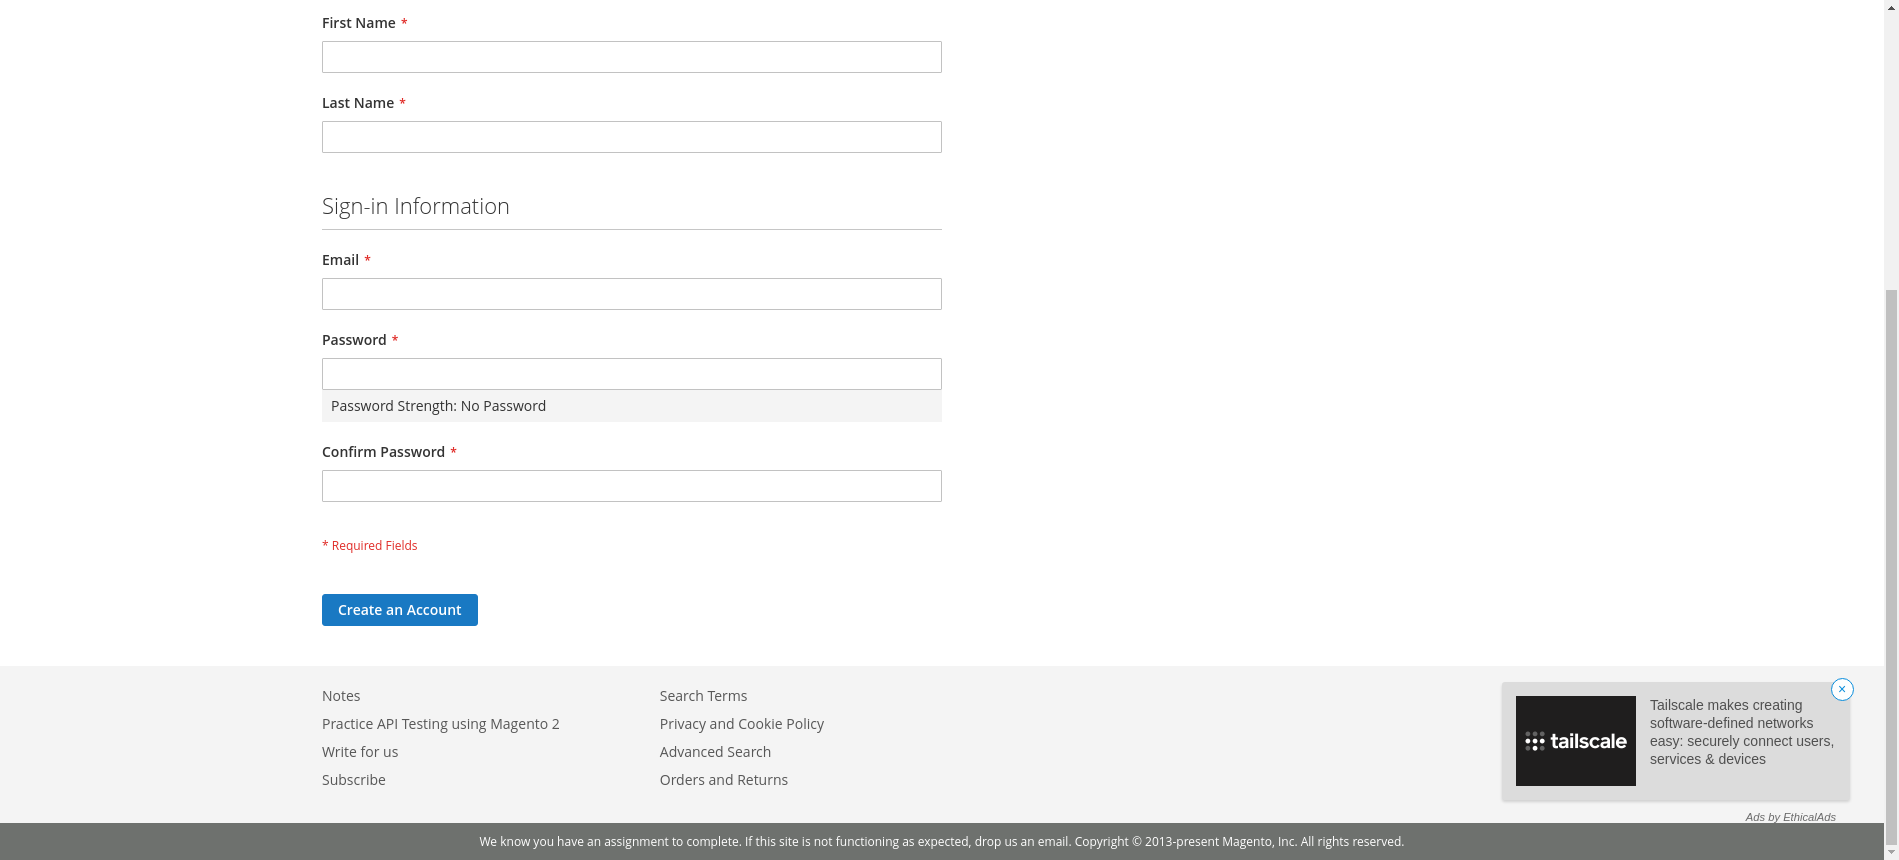 First Name *
Last Name *
Sign-in Information
Email *
Password *
Password Strength: No Password
Confirm Password *
* Required Fields
Create an Account
Notes
Practice API Testing using Magento 2
Write for us
Subscribe
Search Terms
Privacy and Cookie Policy
Advanced Search
Orders and Returns
×
tailscale
Tailscale makes creating
software-defined networks
easy: securely connect users,
services & devices
Ads by EthicalAds
We know you have an assignment to complete. If this site is not functioning as expected, drop us an email. Copyright © 2013-present Magento, Inc. All rights reserved.